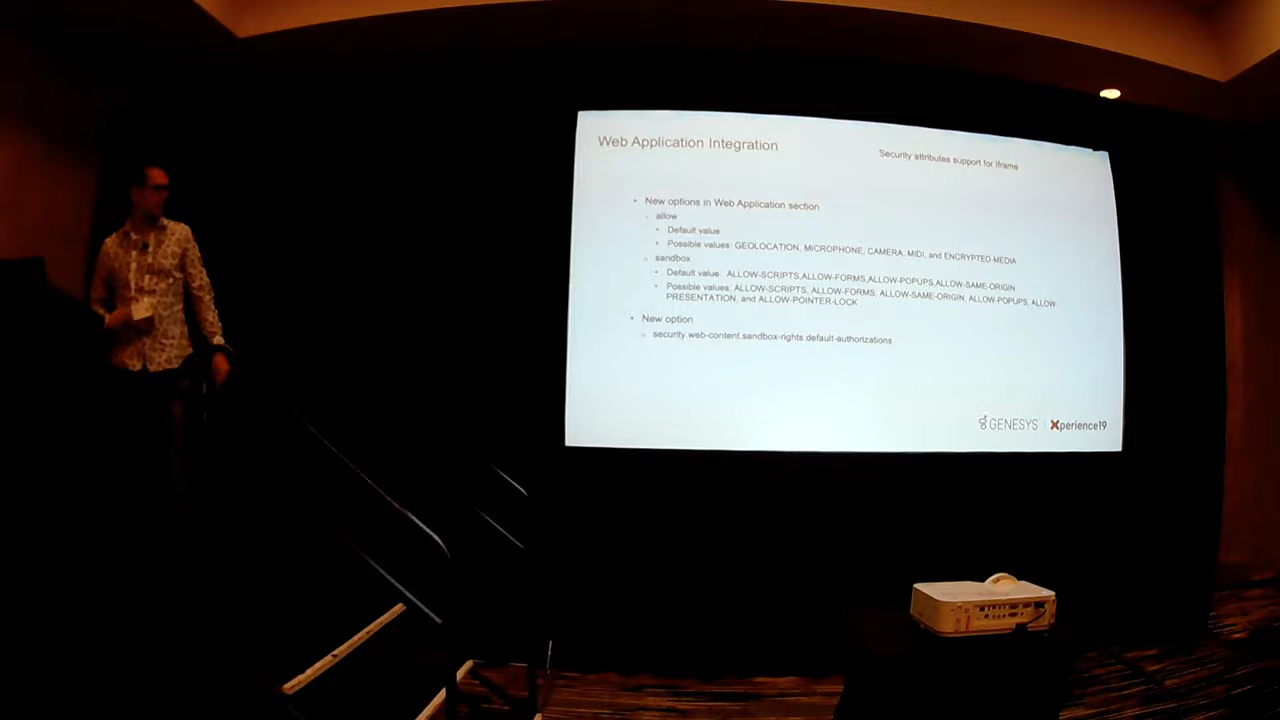 Web Application Integration
Security attributes support for Iframe
New options in Web Application section
allow
Default value
Possible values: GEOLOCATION, MICROPHONE, CAMERA, MIDI, and ENCRYPTED-MEDIA
sandbox
Default value: ALLOW-SCRIPTS,ALLOW-FORMS,ALLOW-POPUPS,ALLOW-SAME-ORIGIN
Possible values: ALLOW-SCRIPTS, ALLOW-FORMS, ALLOW-SAME-ORIGIN, ALLOW-POPUPS, ALLOW-
PRESENTATION, and ALLOW-POINTER-LOCK
New option
security.web-content.sandbox-rights.default-authorizations
GENESYS | Xperience19